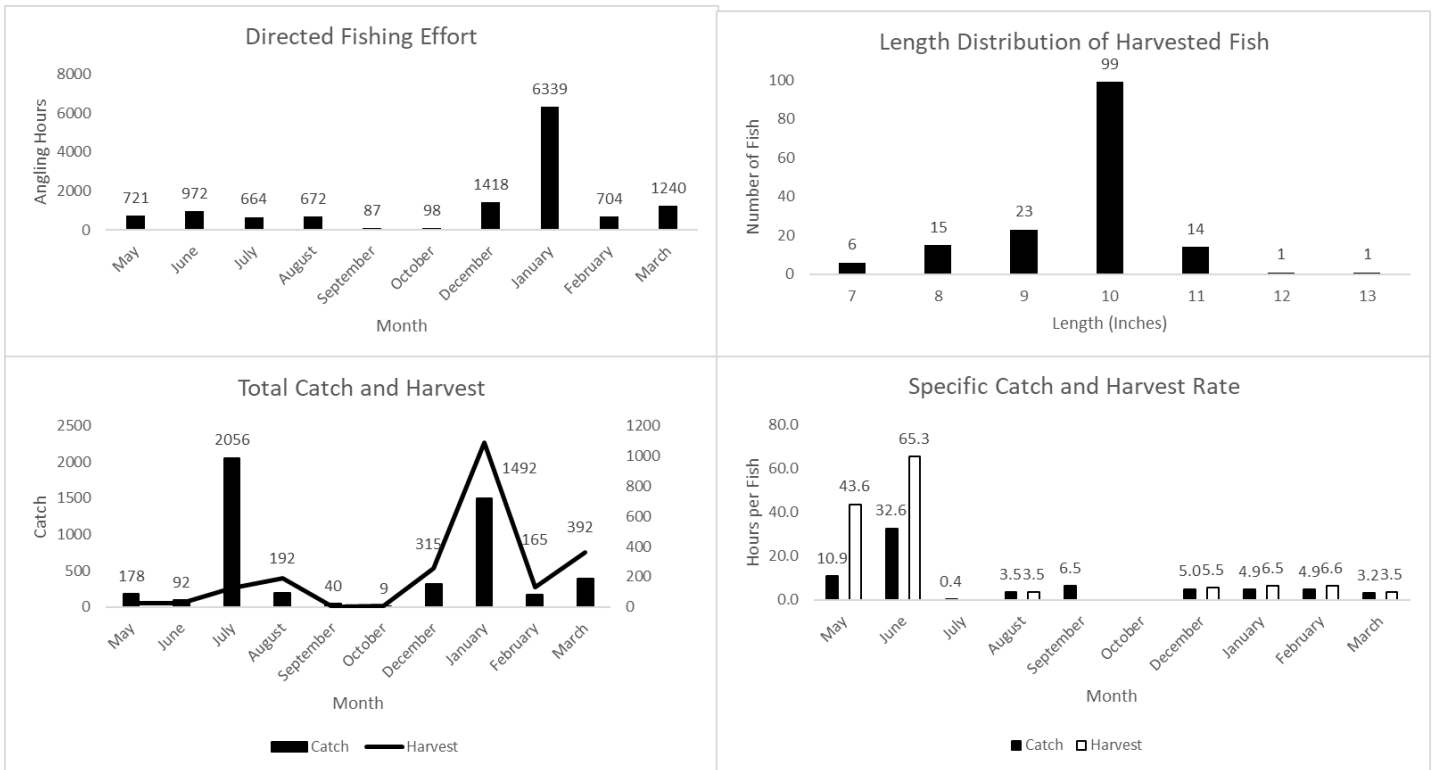 Directed Fishing Effort
8000
6000
4000
2000
0
Angling Hours
721
972
664
672
87
98
1418
6339
704
1240
May
June
July
August
September
October
December
January
February
March
Month
Length Distribution of Harvested Fish
100
80
60
40
20
0
Number of Fish
6
15
23
99
14
1
1
7
8
9
10
11
12
13
Length (Inches)
Total Catch and Harvest
2500
2000
1500
1000
500
0
Catch
178
92
2056
192
40
9
315
1492
165
392
1200
1000
800
600
400
200
0
May
June
July
August
September
October
December
January
February
March
Month
Catch
Harvest
Specific Catch and Harvest Rate
80.0
60.0
40.0
20.0
0.0
Hours per Fish
10.9
43.6
32.6
65.3
0.4
3.5
3.5
6.5
5.0
5.5
4.9
6.5
4.9
6.6
3.2
3.5
May
June
July
August
September
October
December
January
February
March
Month
Catch
Harvest